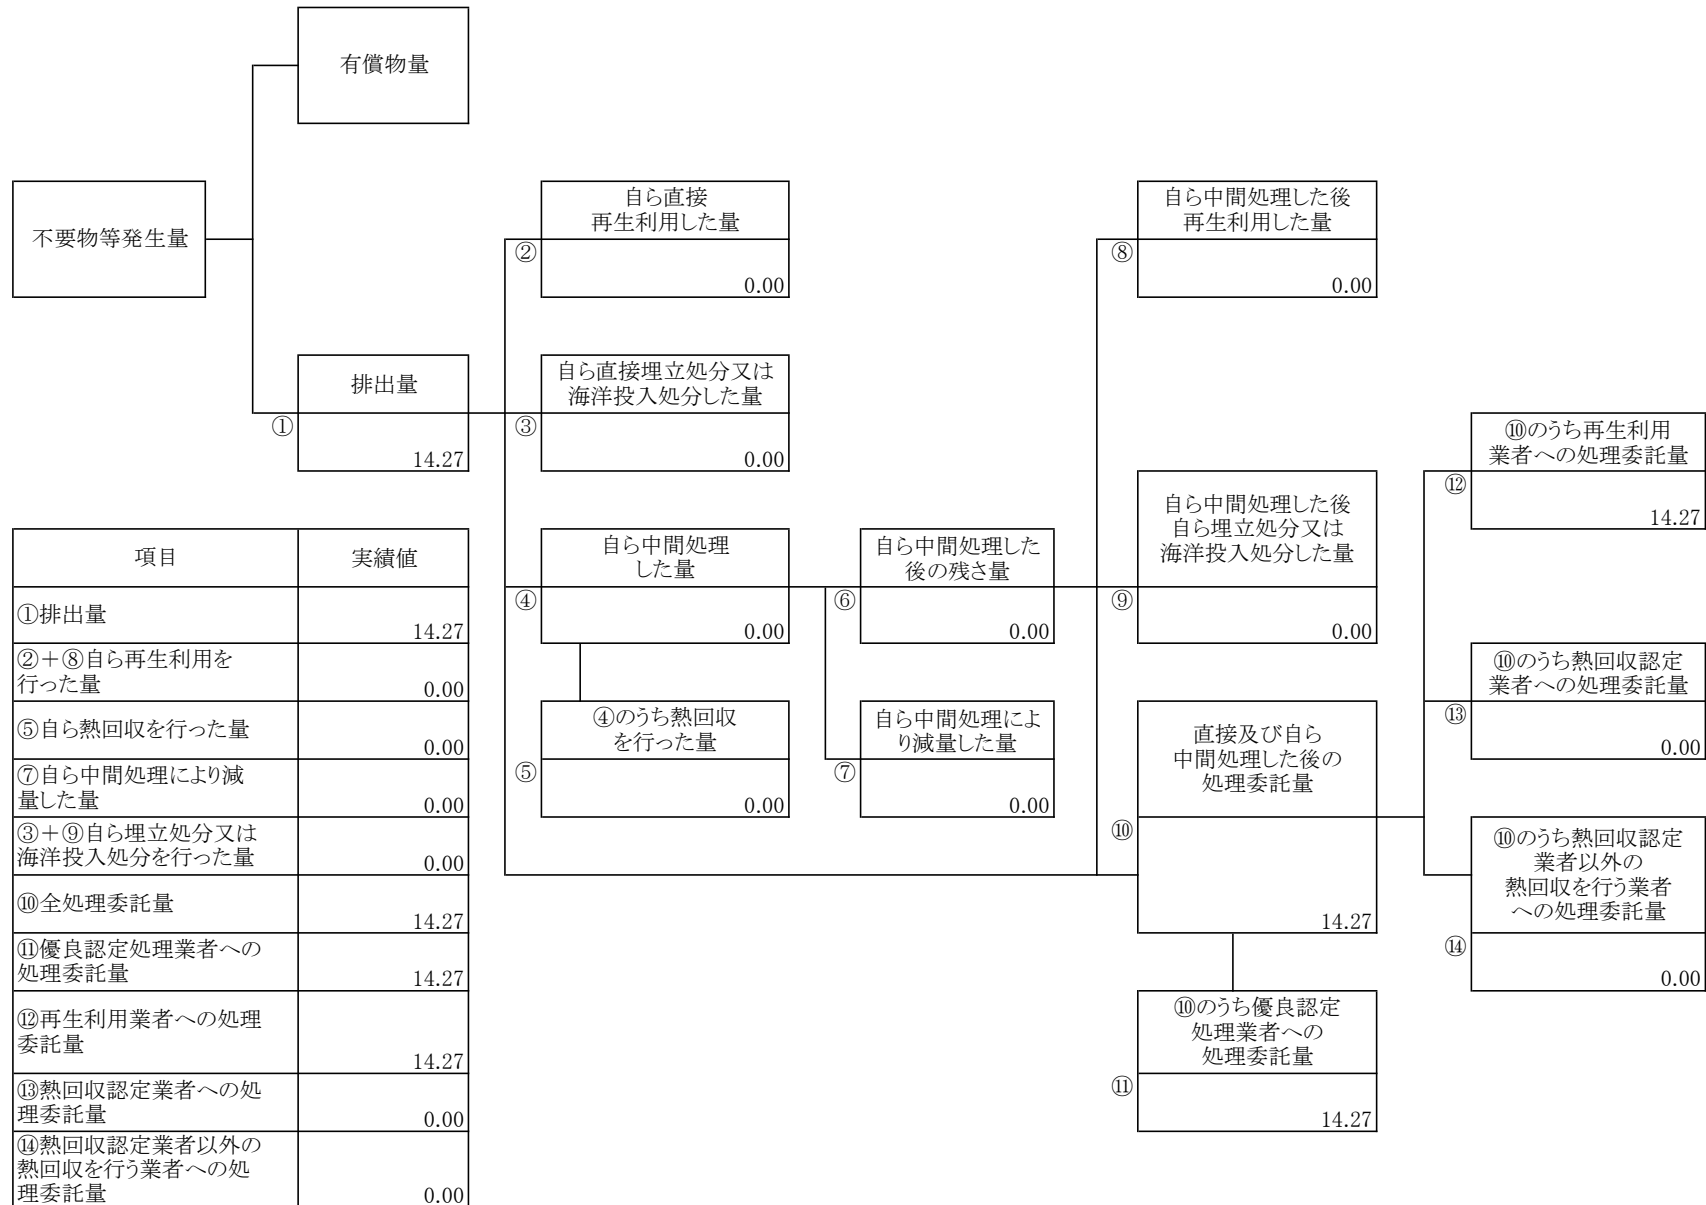 有償物量
不要物等発生量
自ら直接
再生利用した量
②
0.00
自ら中間処理した後
再生利用した量
⑧
0.00
排出量
①
14.27
自ら直接埋立処分又は
海洋投入処分した量
③
0.00
⑩のうち再生利用
業者への処理委託量
⑫
14.27
自ら中間処理
した量
④
0.00
自ら中間処理した
後の残さ量
⑥
0.00
自ら中間処理した後
自ら埋立処分又は
海洋投入処分した量
⑨
0.00
⑩のうち熱回収認定
業者への処理委託量
⑬
0.00
④のうち熱回収
を行った量
⑤
0.00
自ら中間処理によ
り減量した量
⑦
0.00
直接及び自ら
中間処理した後の
処理委託量
⑩
14.27
⑩のうち熱回収認定
業者以外の
熱回収を行う業者
への処理委託量
⑭
0.00
⑩のうち優良認定
処理業者への
処理委託量
⑪
14.27
項目 実績値
①排出量
14.27
②＋⑧自ら再生利用を
行った量
0.00
⑤自ら熱回収を行った量
0.00
⑦自ら中間処理により減
量した量
0.00
③＋⑨自ら埋立処分又は
海洋投入処分を行った量
0.00
⑩全処理委託量
14.27
⑪優良認定処理業者への
処理委託量
14.27
⑫再生利用業者への処理
委託量
14.27
⑬熱回収認定業者への処
理委託量
0.00
⑭熱回収認定業者以外の
熱回収を行う業者への処
理委託量
0.00